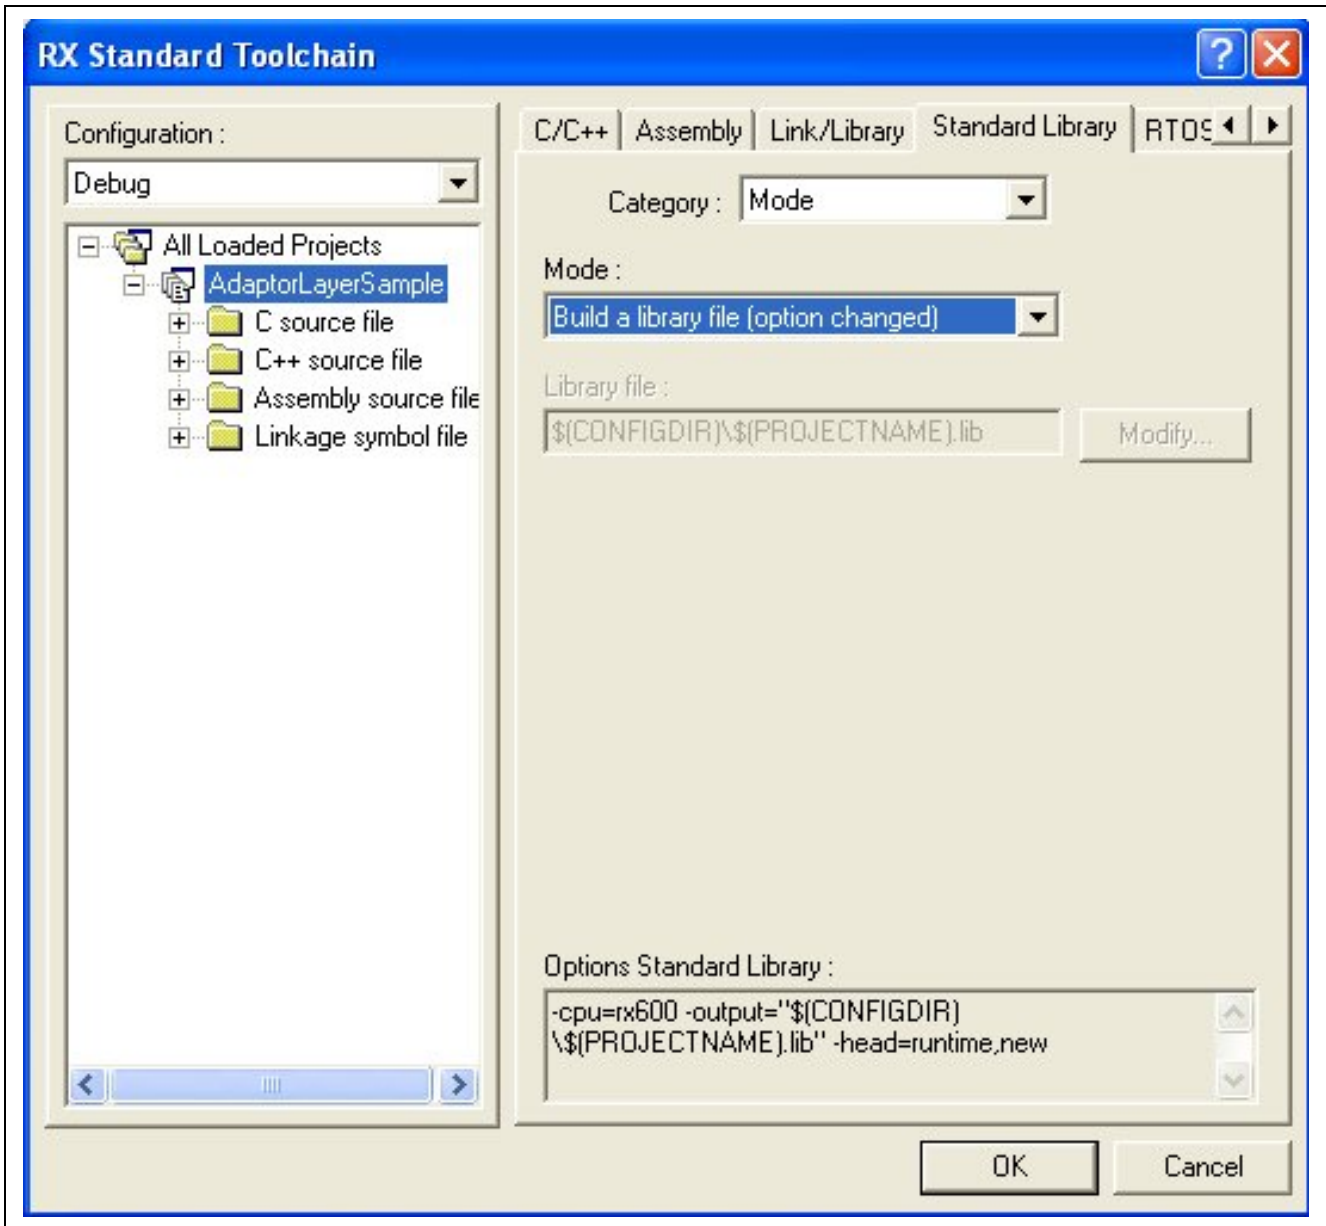 RX Standard Toolchain
Configuration :
Debug
All Loaded Projects
AdaptorLayerSample
C source file
C++ source file
Assembly source file
Linkage symbol file
C/C++
Assembly
Link/Library
Standard Library
RTOS
Category :
Mode
Mode :
Build a library file (option changed)
Library file :
$(CONFIGDIR)\$(PROJECTNAME).lib
Modify...
Options Standard Library :
-cpu=rx600 -output="$(CONFIGDIR)
\$(PROJECTNAME).lib" -head=runtime,new
OK
Cancel